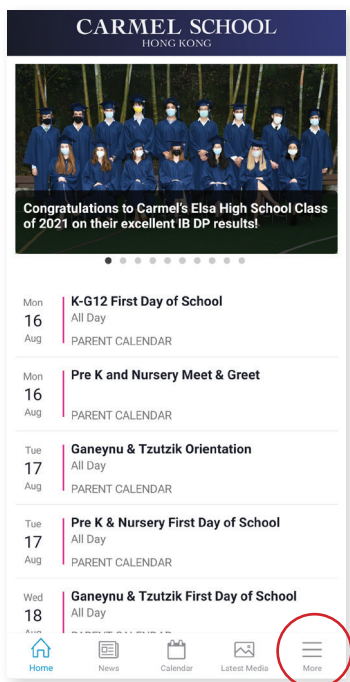 CARMEL SCHOOL
HONG KONG
Congratulations to Carmel's Elsa High School Class
of 2021 on their excellent IB DP results!
Mon
16
Aug
K-G12 First Day of School
All Day
PARENT CALENDAR
Mon
16
Aug
Pre K and Nursery Meet & Greet
PARENT CALENDAR
Tue
17
Aug
Ganeynu & Tzutzik Orientation
All Day
PARENT CALENDAR
Tue
17
Aug
Pre K & Nursery First Day of School
All Day
PARENT CALENDAR
Wed
18
Aug
Ganeynu & Tzutzik First Day of School
All Day
PARENT CALENDAR
Home
News
Calendar
Latest Media
More